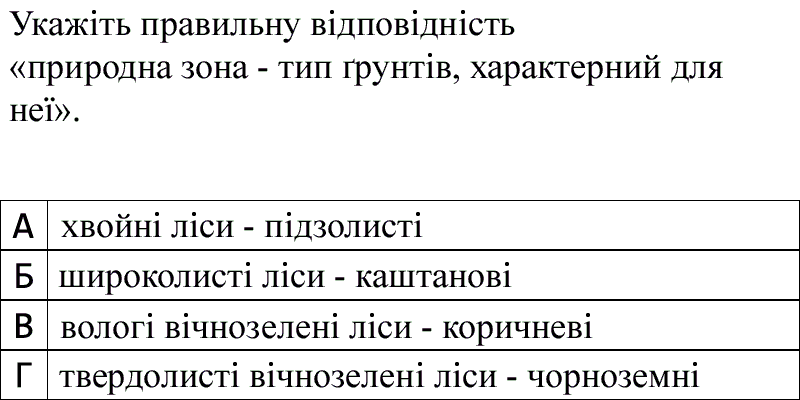 Укажіть правильну відповідність
«природна зона - тип ґрунтів, характерний для
неї».
А хвойні ліси - підзолисті
Б широколисті ліси - каштанові
В вологі вічнозелені ліси - коричневі
Г твердолисті вічнозелені ліси - чорноземні